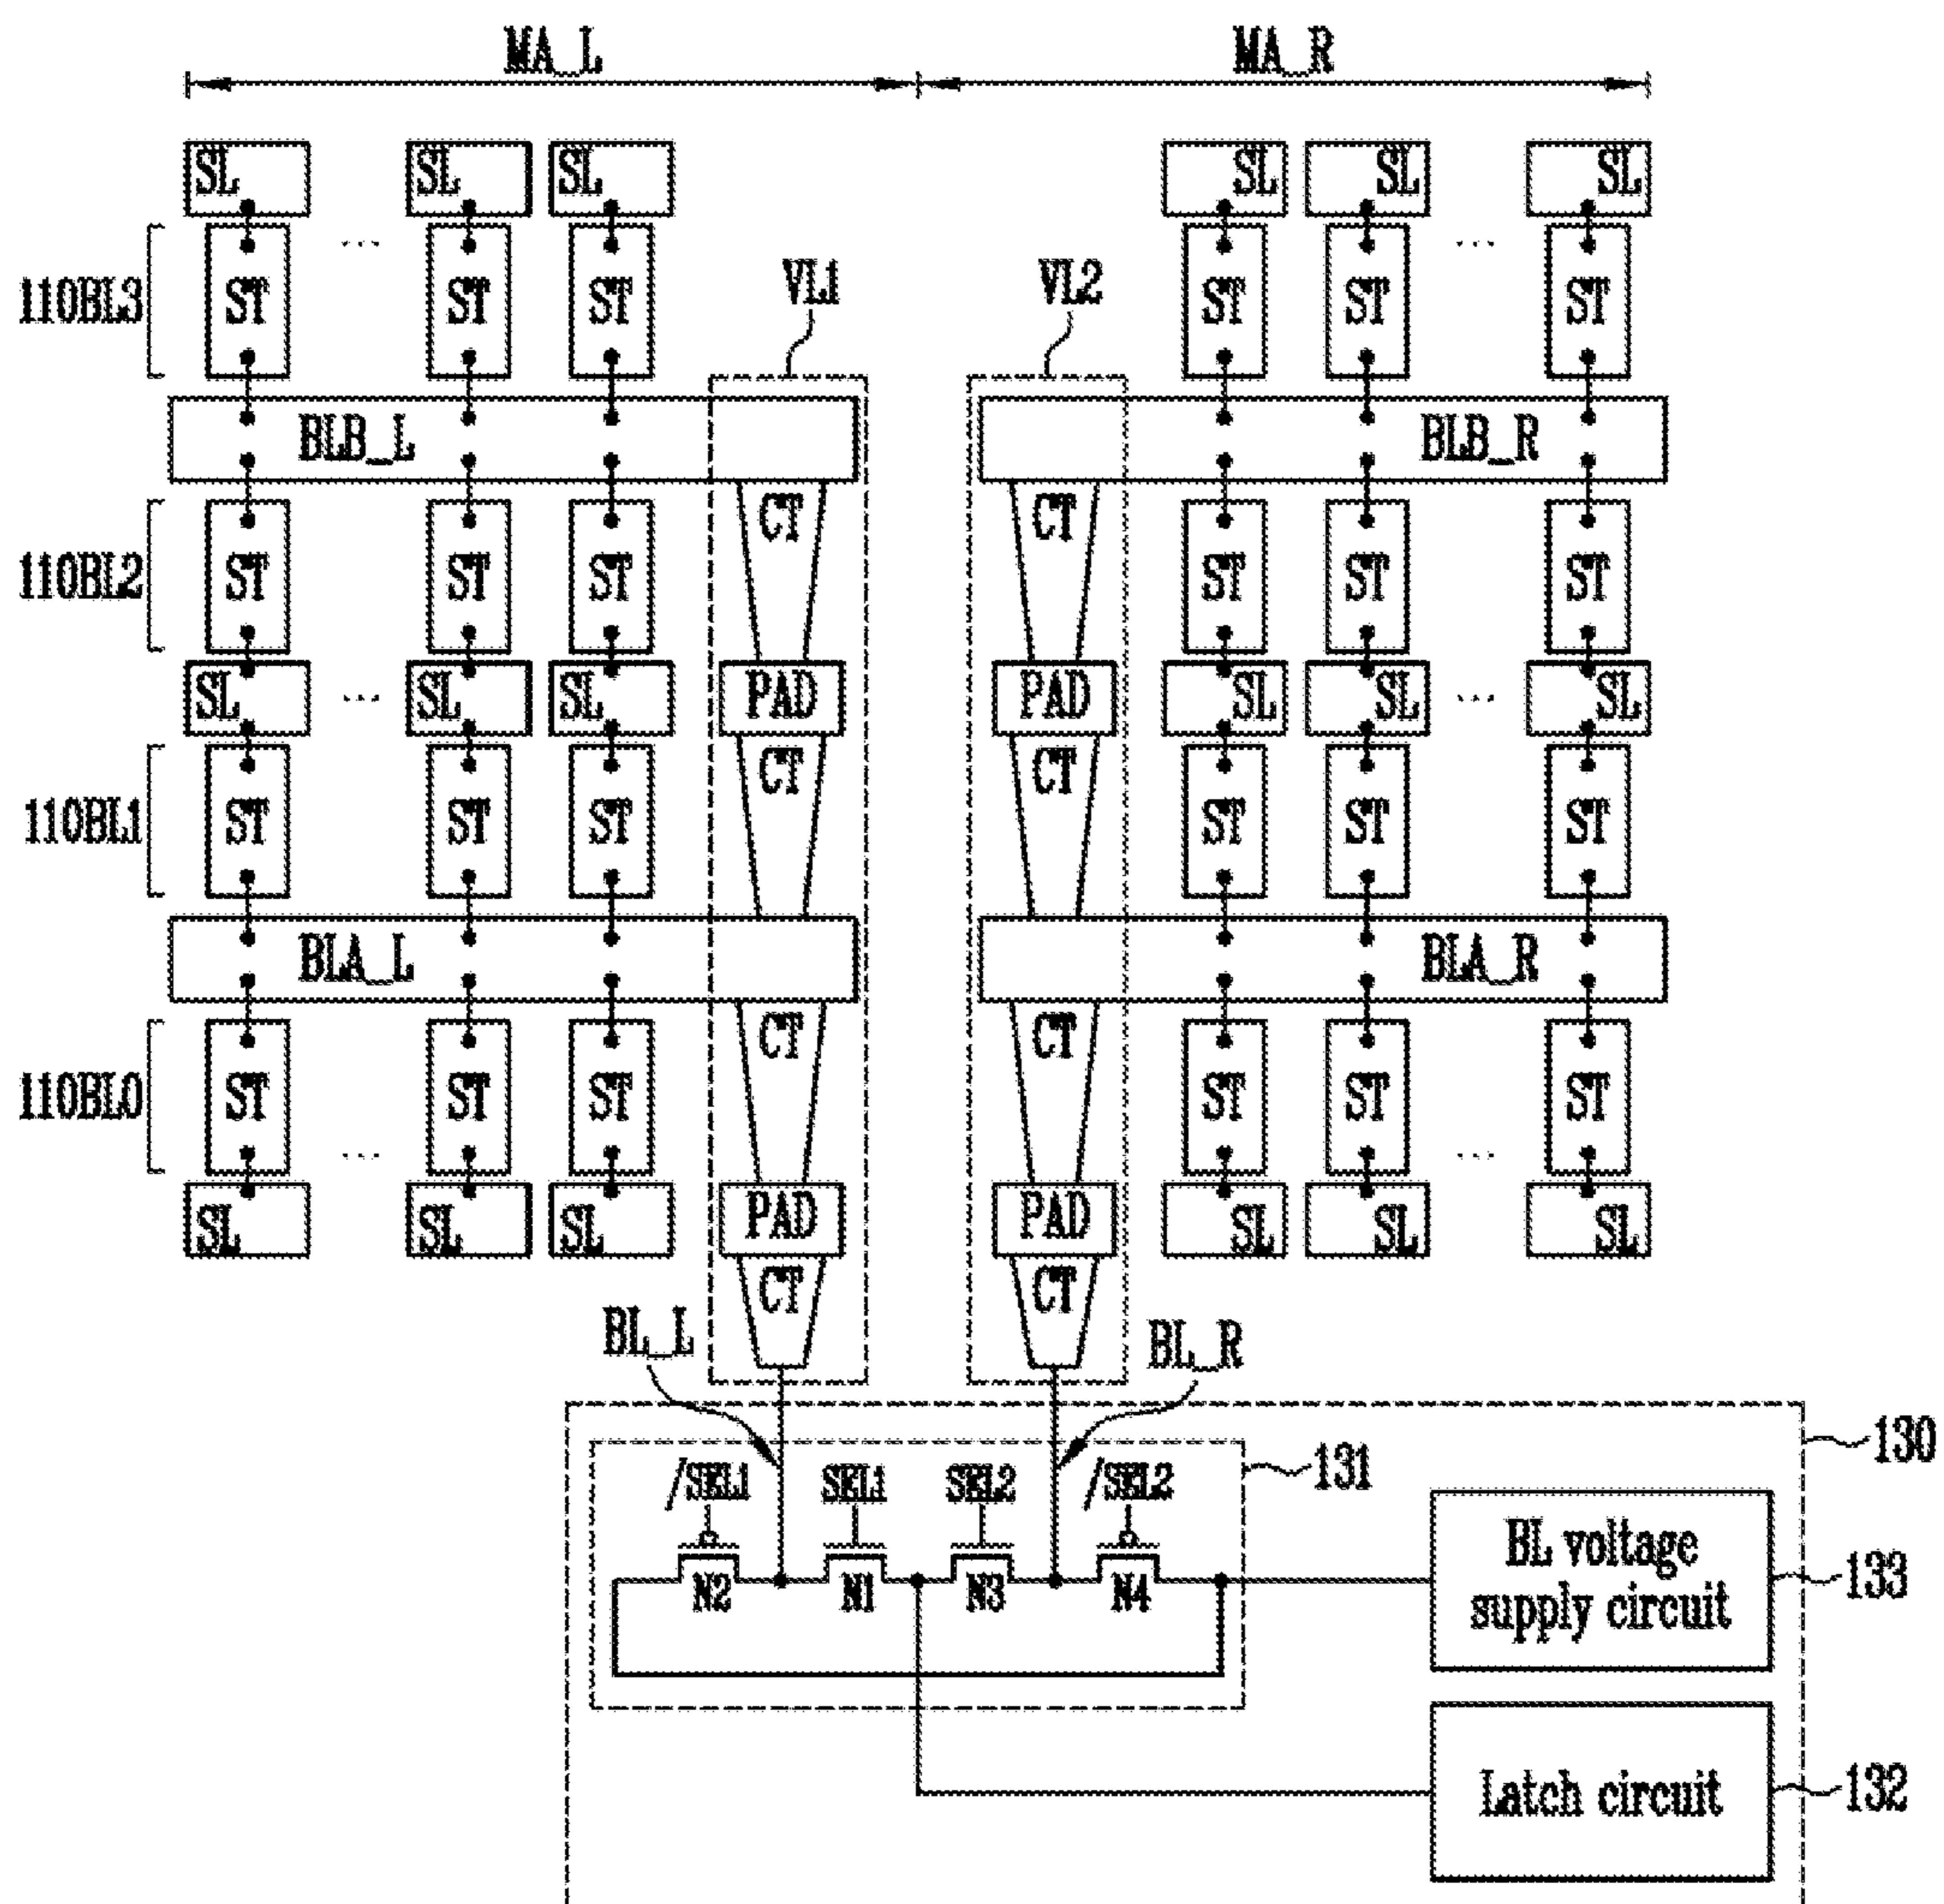 MA_L MA_R
SL SL SL SL SL SL
110BL3 ST ST ST VL1 VL2 ST ST ST
BLB_L BLB_R
CT CT
110BL2 ST ST ST ST ST ST
SL SL SL PAD PAD SL SL SL
CT CT
110BL1 ST ST ST ST ST ST
BLA_L BLA_R
CT CT
110BL0 ST ST ST ST ST ST
SL SL SL PAD PAD SL SL SL
CT CT
BL_L BL_R
130
131
/SEL1 SEL1 SEL2 /SEL2
N2 N1 N3 N4
BL voltage
supply circuit
133
Latch circuit 132